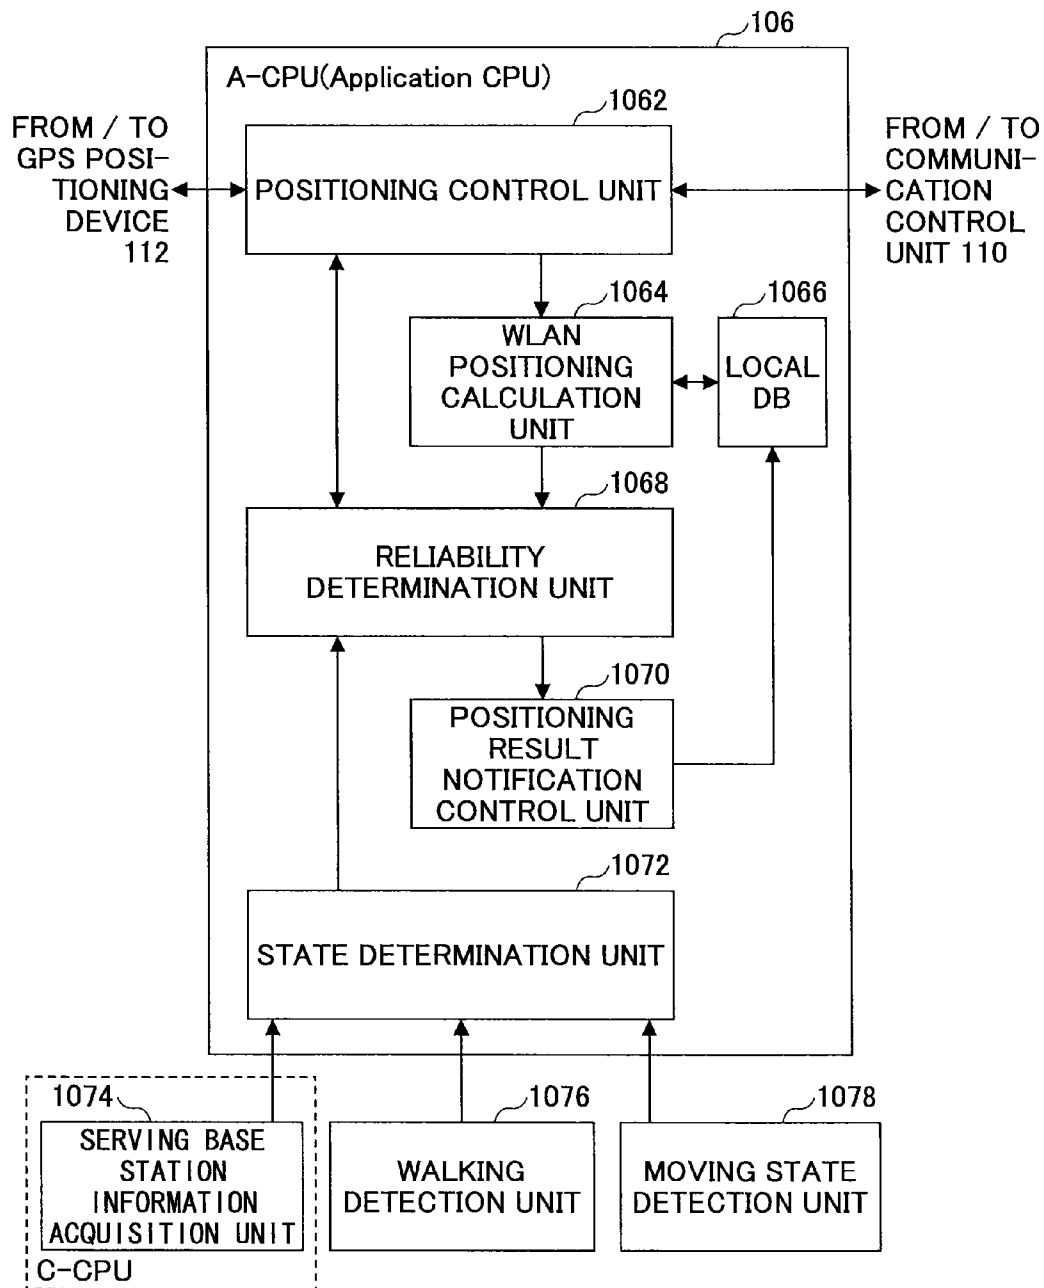 106
A-CPU(Application CPU)
1062
FROM / TO
GPS POSI-
TIONING
DEVICE
112
POSITIONING CONTROL UNIT
FROM / TO
COMMUNI-
CATION
CONTROL
UNIT 110
1064
WLAN
POSITIONING
CALCULATION
UNIT
1066
LOCAL
DB
1068
RELIABILITY
DETERMINATION UNIT
1070
POSITIONING
RESULT
NOTIFICATION
CONTROL UNIT
1072
STATE DETERMINATION UNIT
1074
SERVING BASE
STATION
INFORMATION
ACQUISITION UNIT
C-CPU
1076
WALKING
DETECTION UNIT
1078
MOVING STATE
DETECTION UNIT